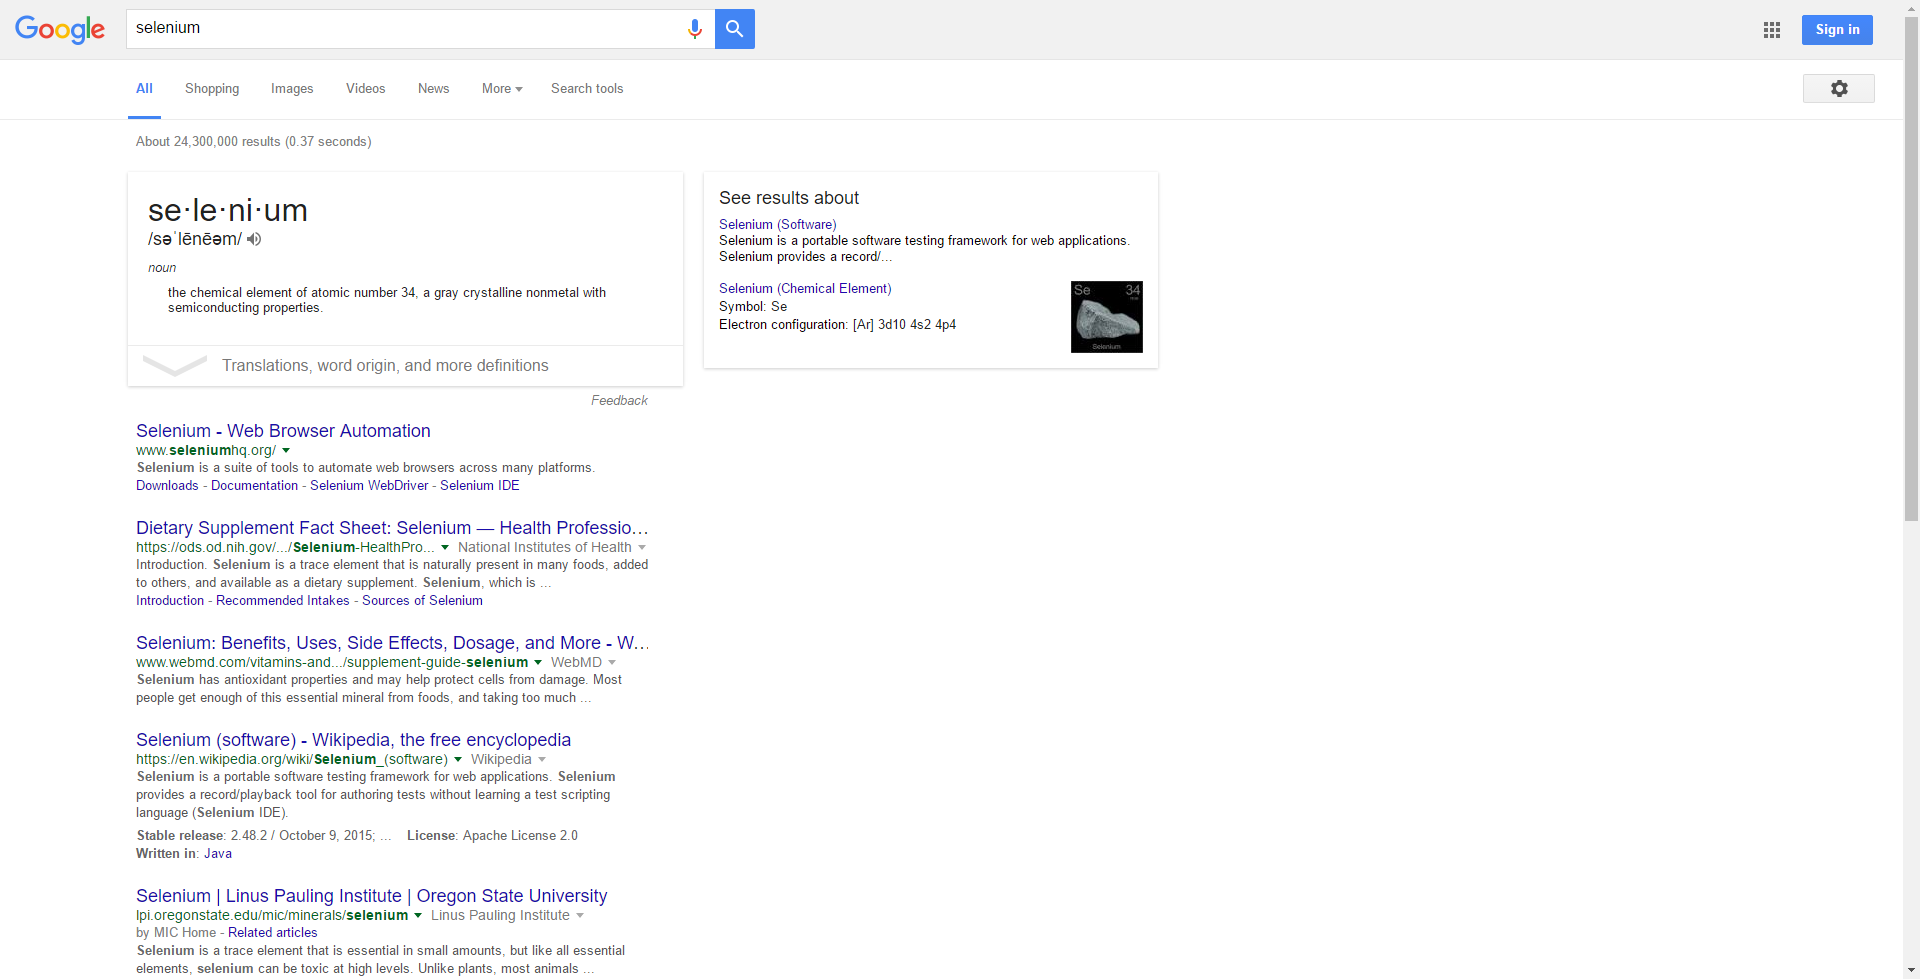 Google
selenium
Sign in
All Shopping Images Videos News More Search tools
About 24,300,000 results (0.37 seconds)
se·le·ni·um
/səˈlēnēəm/
noun
the chemical element of atomic number 34, a gray crystalline nonmetal with
semiconducting properties.
Translations, word origin, and more definitions
Feedback
See results about
Selenium (Software)
Selenium is a portable software testing framework for web applications.
Selenium provides a record/...
Selenium (Chemical Element)
Symbol: Se
Electron configuration: [Ar] 3d10 4s2 4p4
Se 34
Selenium
Selenium - Web Browser Automation
www.seleniumhq.org/
Selenium is a suite of tools to automate web browsers across many platforms.
Downloads - Documentation - Selenium WebDriver - Selenium IDE
Dietary Supplement Fact Sheet: Selenium — Health Professio...
https://ods.od.nih.gov/.../Selenium-HealthPro... National Institutes of Health
Introduction. Selenium is a trace element that is naturally present in many foods, added
to others, and available as a dietary supplement. Selenium, which is ...
Introduction - Recommended Intakes - Sources of Selenium
Selenium: Benefits, Uses, Side Effects, Dosage, and More - W...
www.webmd.com/vitamins-and.../supplement-guide-selenium WebMD
Selenium has antioxidant properties and may help protect cells from damage. Most
people get enough of this essential mineral from foods, and taking too much ...
Selenium (software) - Wikipedia, the free encyclopedia
https://en.wikipedia.org/wiki/Selenium_(software) Wikipedia
Selenium is a portable software testing framework for web applications. Selenium
provides a record/playback tool for authoring tests without learning a test scripting
language (Selenium IDE).
Stable release: 2.48.2 / October 9, 2015; ... License: Apache License 2.0
Written in: Java
Selenium | Linus Pauling Institute | Oregon State University
lpi.oregonstate.edu/mic/minerals/selenium Linus Pauling Institute
by MIC Home - Related articles
Selenium is a trace element that is essential in small amounts, but like all essential
elements, selenium can be toxic at high levels. Unlike plants, most animals ...